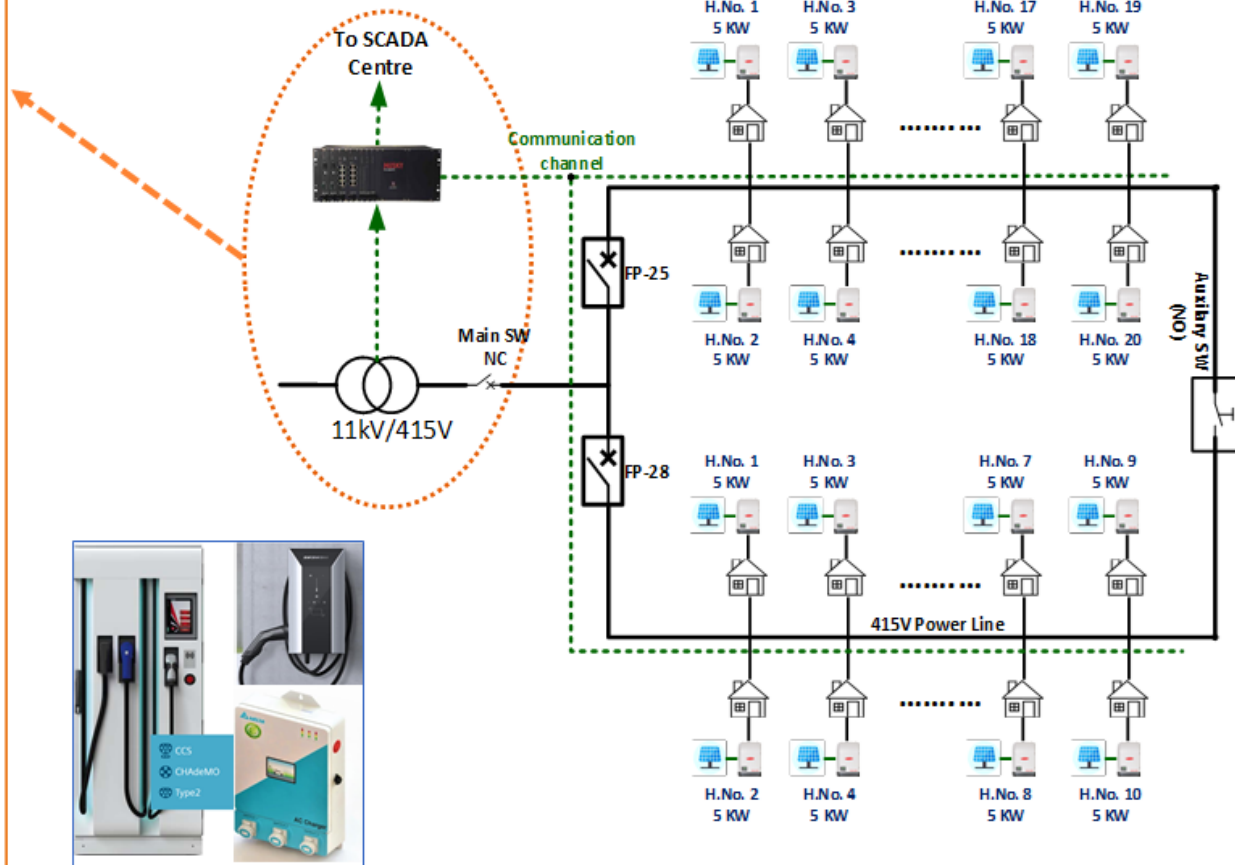 To SCADA
Centre
Communication
channel
Main SW
NC
11kV/415V
FP-25
FP-28
H.No. 1
5 KW
H.No. 3
5 KW
H.No. 17
5 KW
H.No. 19
5 KW
.......…
.......…
H.No. 2
5 KW
H.No. 4
5 KW
H.No. 18
5 KW
H.No. 20
5 KW
Auxilary SW
(NO)
H.No. 1
5 KW
H.No. 3
5 KW
H.No. 7
5 KW
H.No. 9
5 KW
.......…
415V Power Line
.......…
H.No. 2
5 KW
H.No. 4
5 KW
H.No. 8
5 KW
H.No. 10
5 KW
CCS
CHAdeMO
Type2
AC Charger